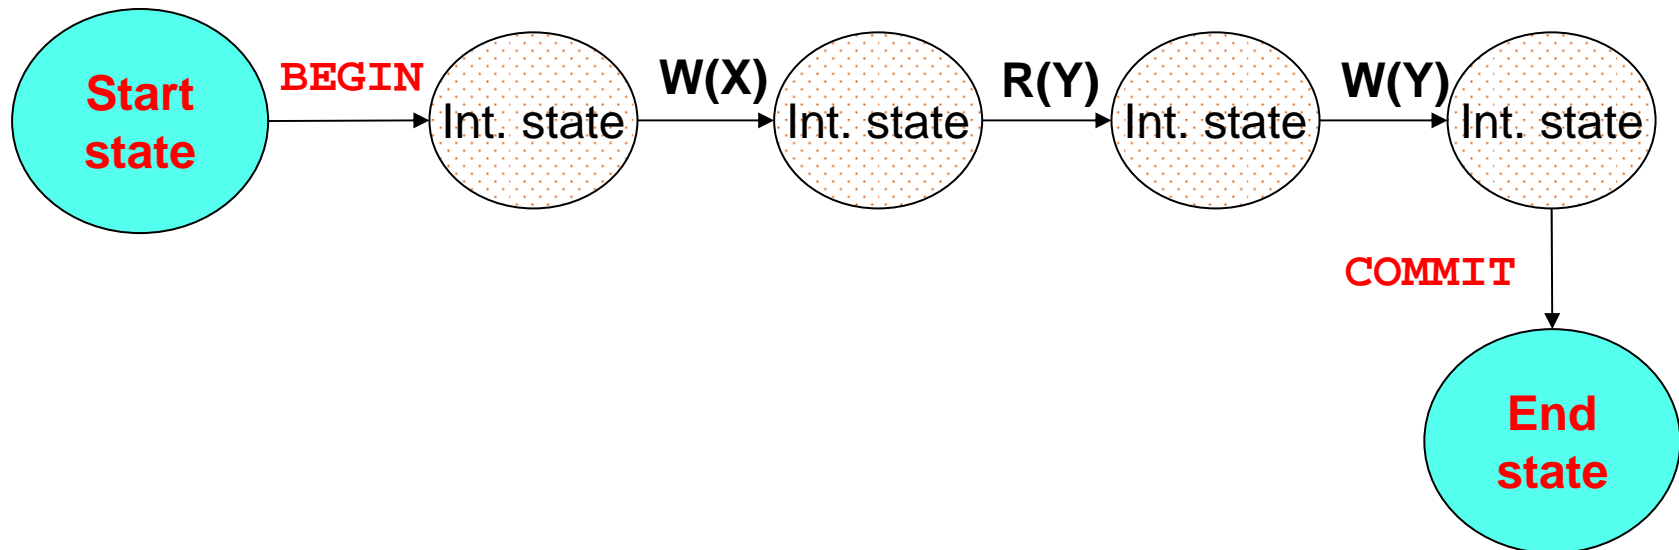 Start
state
BEGIN
Int. state
W(X)
Int. state
R(Y)
Int. state
W(Y)
Int. state
COMMIT
End
state